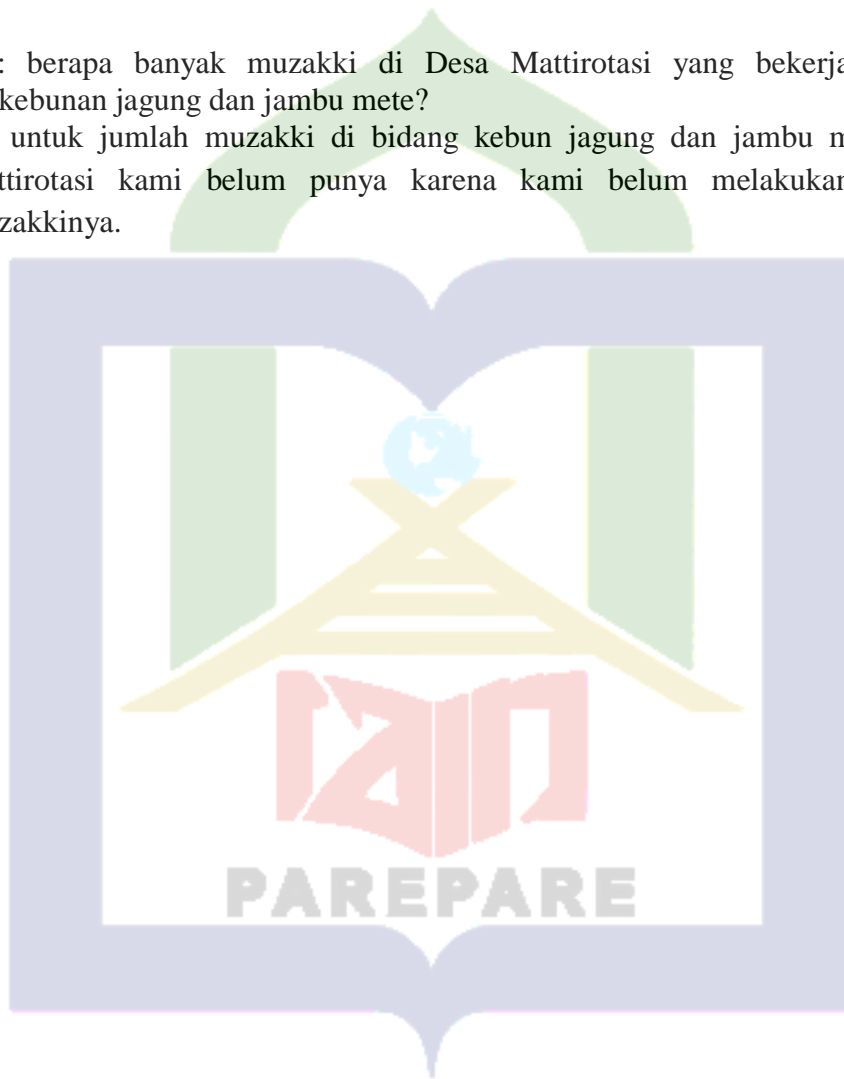 : berapa banyak muzakki di Desa Mattirotasi yang bekerja
kebunan jagung dan jambu mete?
untuk jumlah muzakki di bidang kebun jagung dan jambu m
ttirotasi kami belum punya karena kami belum melakukan
zakkinya.
iain
PAREPARE